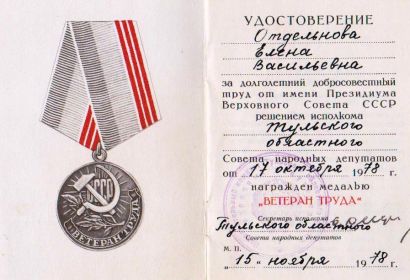 СССР
ВЕТЕРАН ТРУДА
УДОСТОВЕРЕНИЕ
Отдельнова
Елена
Васильевна
за долголетний добросовестный
труд от имени Президиума
Верховного Совета СССР
решением исполкома
Тульского
областного
Совета народных депутатов
от 17 октября 1978
награжден медалью
„ВЕТЕРАН ТРУДА"
Секретарь исполкома
Тульского областного
Совета народных депутатов
М. П.
„15" ноября 1978 г.